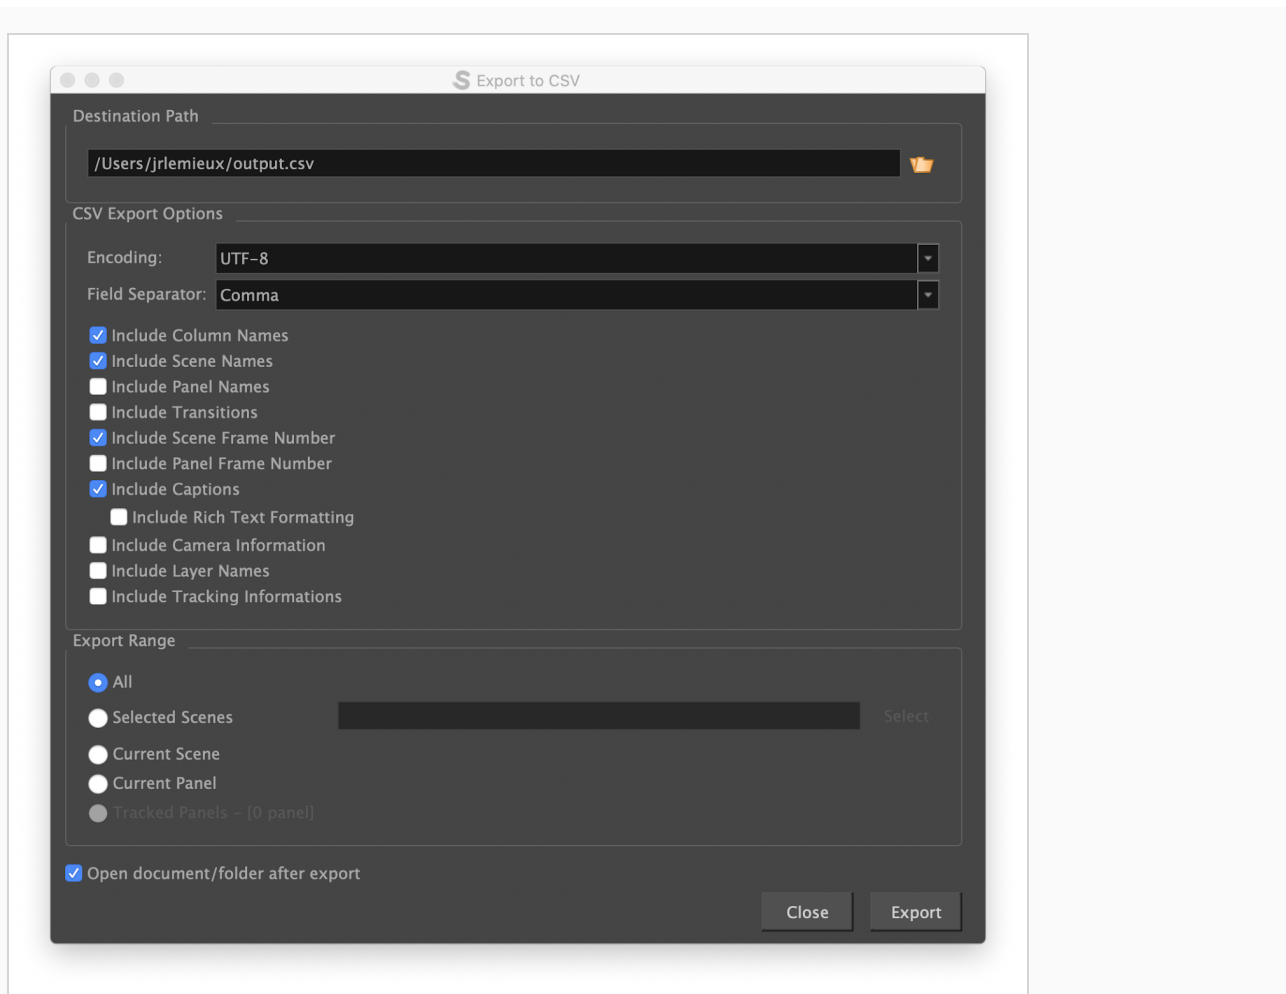 S Export to CSV
Destination Path
/Users/jrlemieux/output.csv
CSV Export Options
Encoding: UTF-8
Field Separator: Comma
Include Column Names
Include Scene Names
Include Panel Names
Include Transitions
Include Scene Frame Number
Include Panel Frame Number
Include Captions
Include Rich Text Formatting
Include Camera Information
Include Layer Names
Include Tracking Informations
Export Range
All
Selected Scenes Select
Current Scene
Current Panel
Tracked Panels - [0 panel]
Open document/folder after export
Close Export